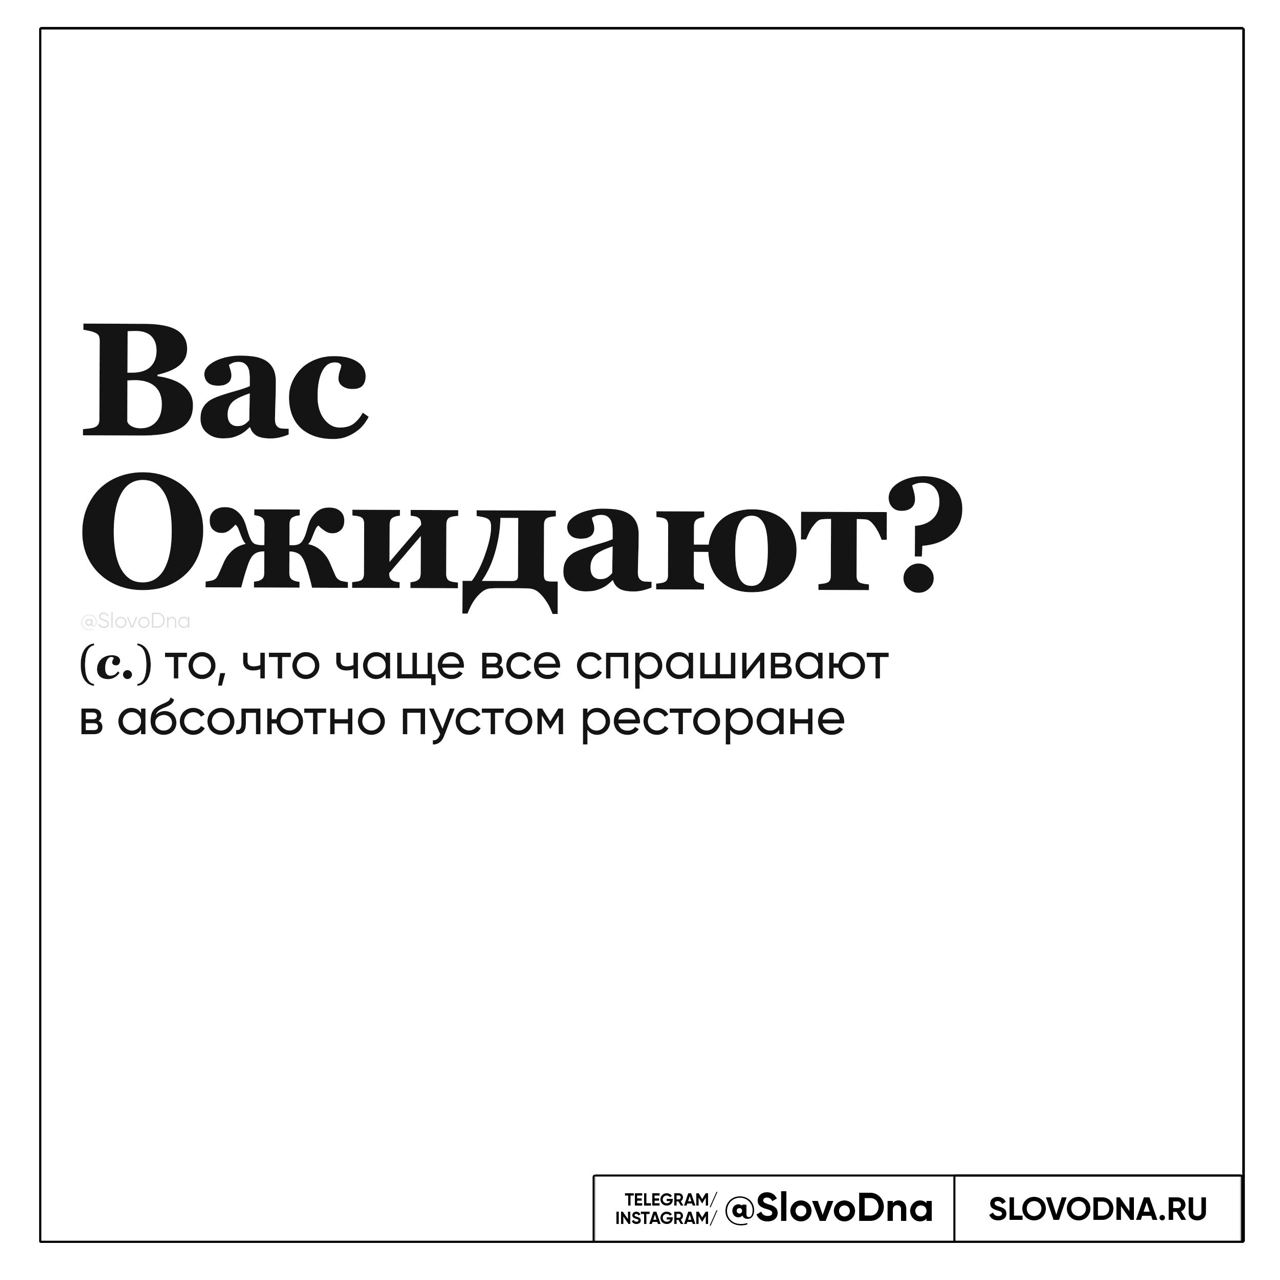 Вас
Ожидают?
@SlovoDna
(с.) то, что чаще все спрашивают
в абсолютно пустом ресторане
TELEGRAM/
INSTAGRAM/
@SlovoDna
SLOVODNA.RU